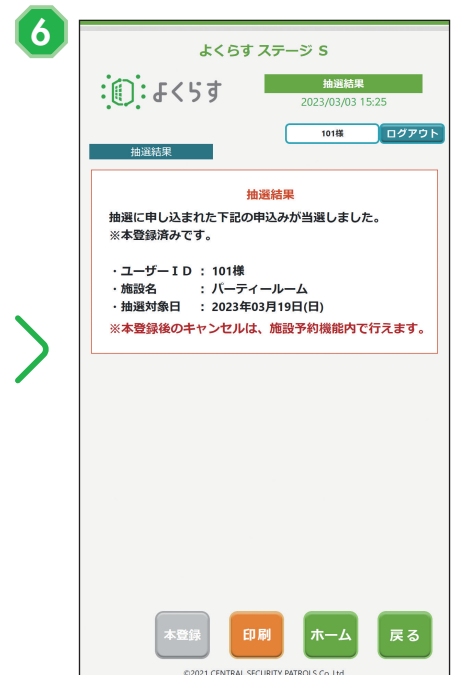 6
よくらす ステージ S
よくらす
抽選結果
2023/03/03 15:25
101様
ログアウト
抽選結果
抽選結果
抽選に申し込まれた下記の申込みが当選しました。
※本登録済みです。
・ユーザーＩＤ ： 101様
・施設名 ： パーティールーム
・抽選対象日 ： 2023年03月19日(日)
※本登録後のキャンセルは、施設予約機能内で行えます。
本登録
印刷
ホーム
戻る
©2021 CENTRAL SECURITY PATROLS Co.,Ltd.